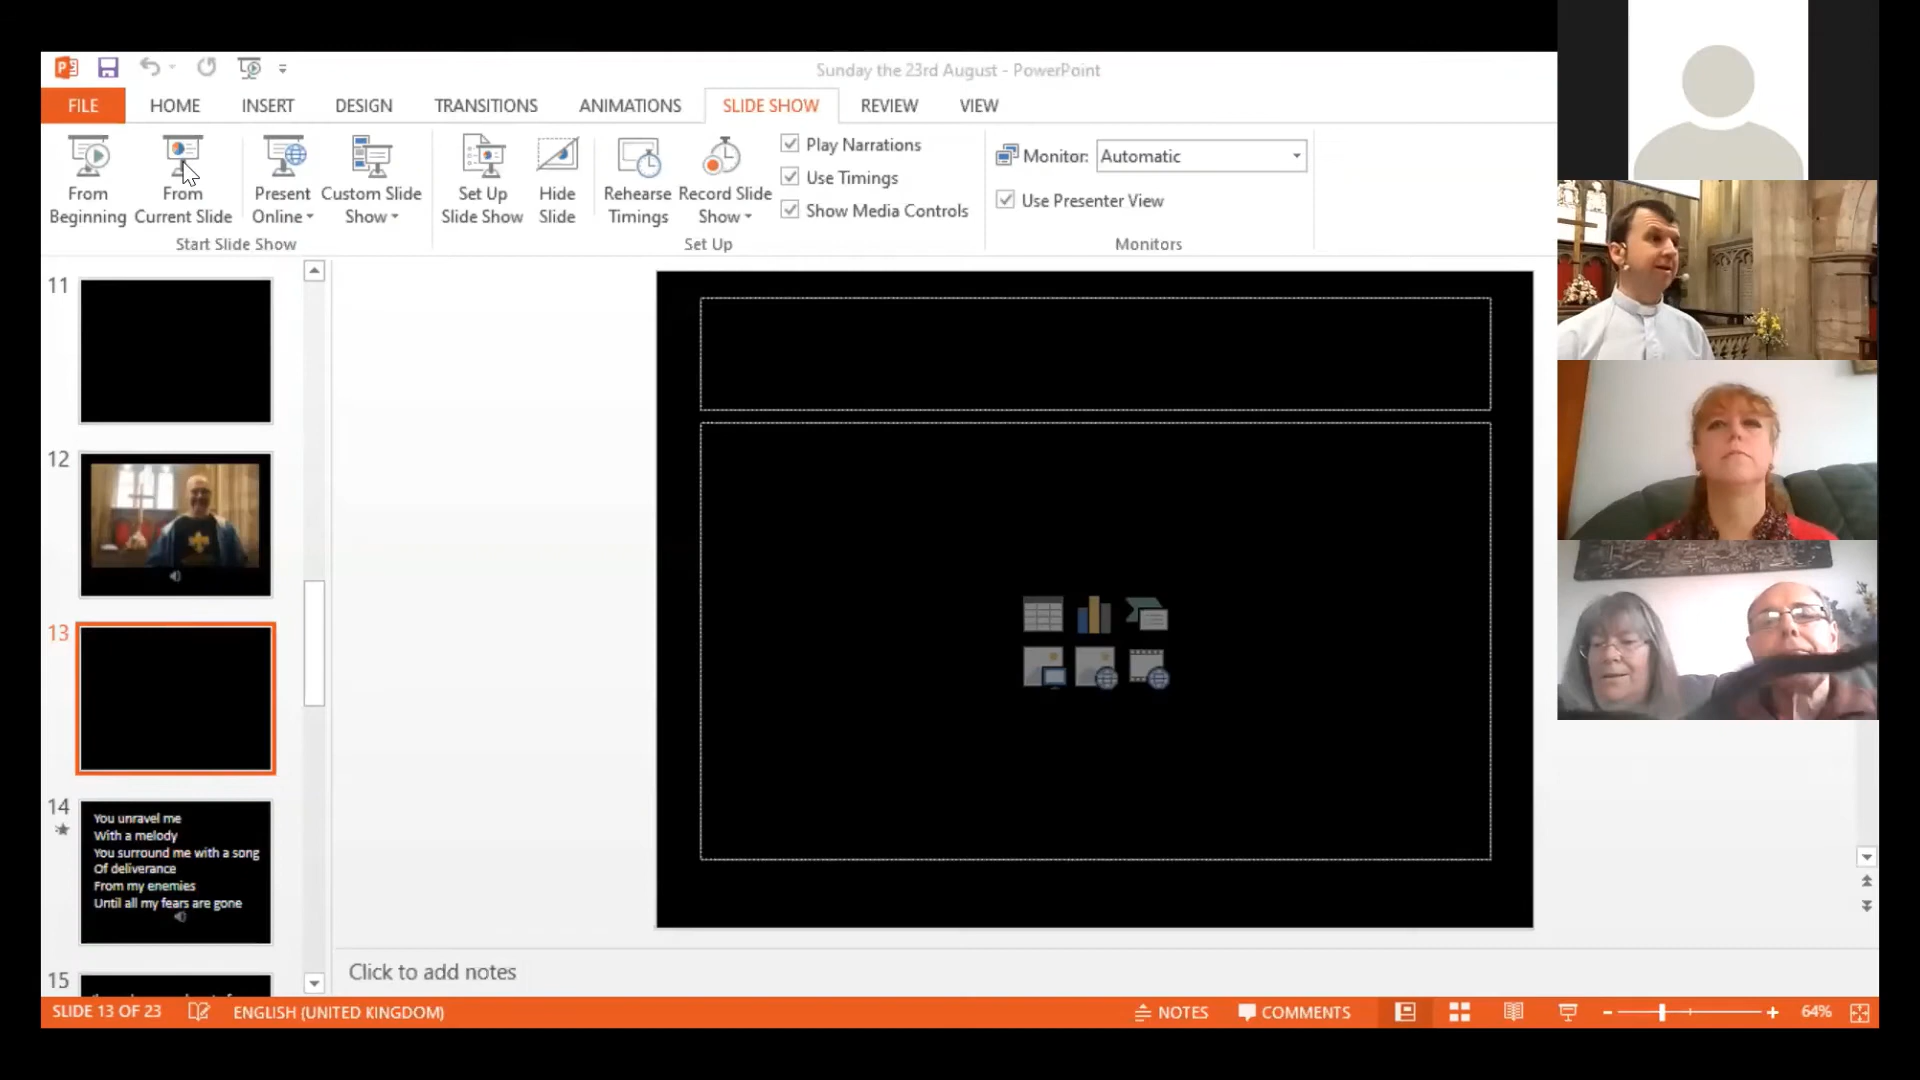 Sunday the 23rd August - PowerPoint
FILE HOME INSERT DESIGN TRANSITIONS ANIMATIONS SLIDE SHOW REVIEW VIEW
From Beginning
From Current Slide
Present Online
Custom Slide Show
Set Up Slide Show
Hide Slide
Rehearse Timings
Record Slide Show
Play Narrations
Use Timings
Show Media Controls
Monitor: Automatic
Use Presenter View
Start Slide Show
Set Up
Monitors
11
12
13
14
You unravel me
With a melody
You surround me with a song
Of deliverance
From my enemies
Until all my fears are gone
15
Click to add notes
SLIDE 13 OF 23 ENGLISH (UNITED KINGDOM) NOTES COMMENTS 64%